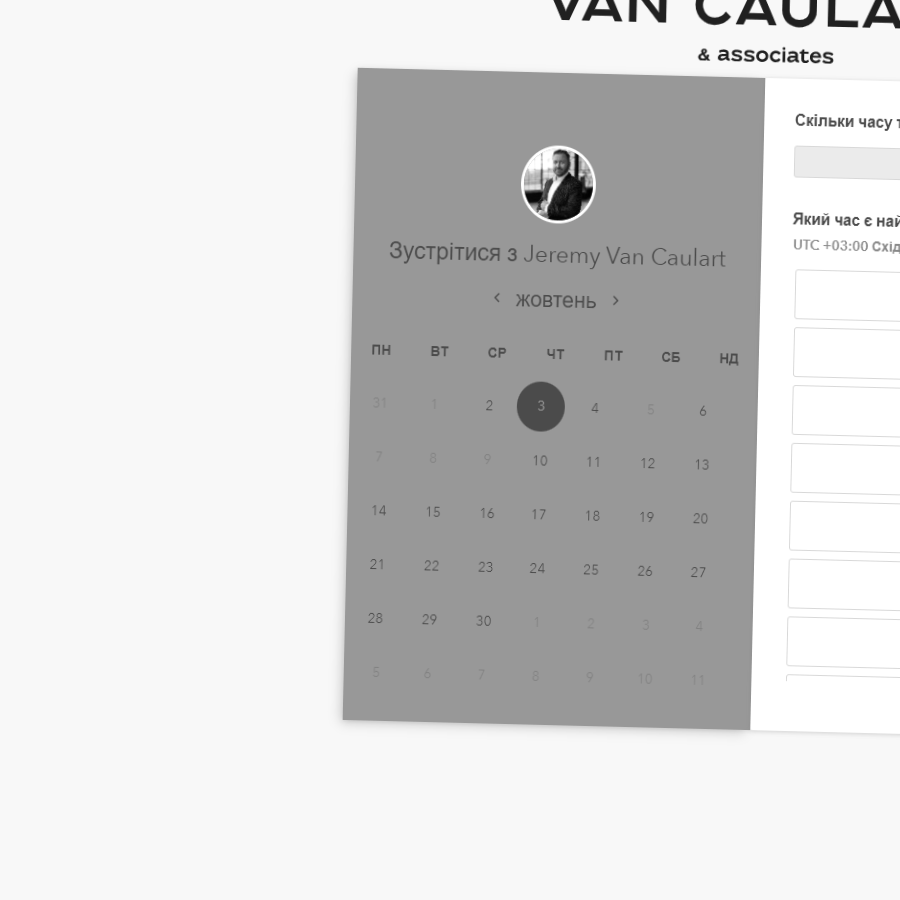 VAN CAULA
& associates
Зустрітися з Jeremy Van Caulart
жовтень
ПН ВТ СР ЧТ ПТ СБ НД
31 1 2 3 4 5 6
7 8 9 10 11 12 13
14 15 16 17 18 19 20
21 22 23 24 25 26 27
28 29 30 1 2 3 4
5 6 7 8 9 10 11
Скільки часу
Який час є
UTC +03:00